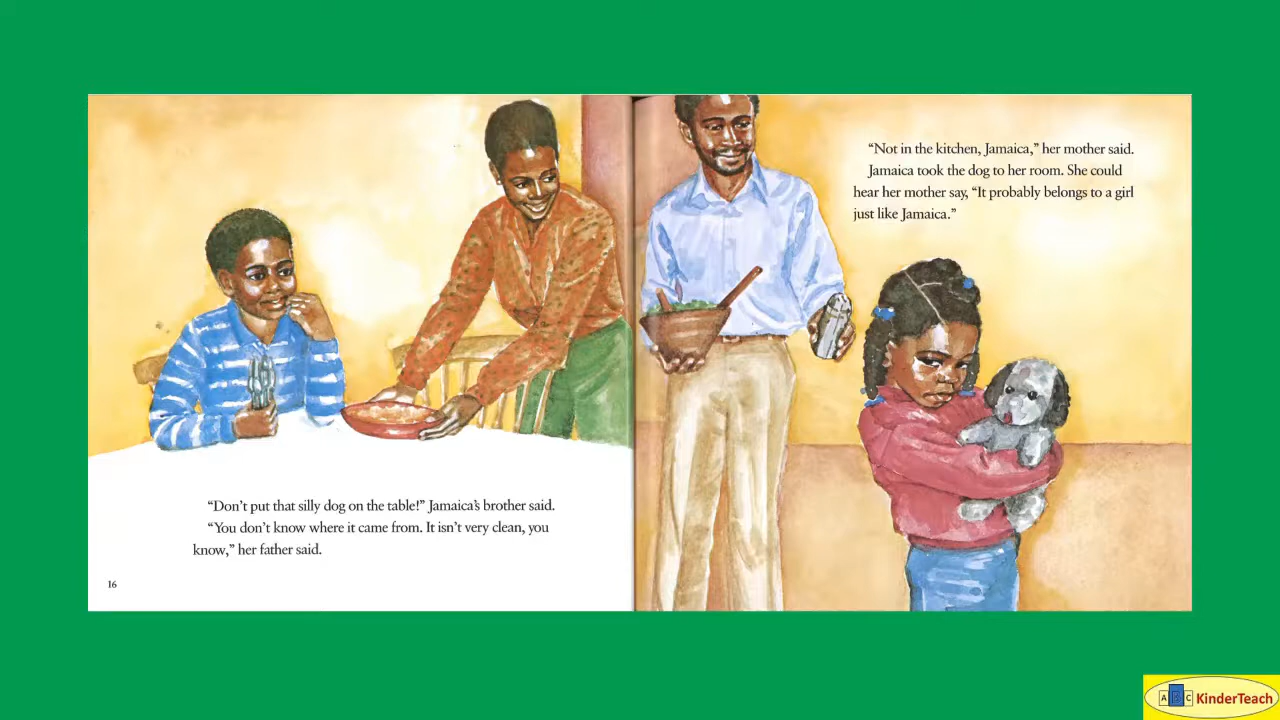 “Not in the kitchen, Jamaica,” her mother said.
Jamaica took the dog to her room. She could
hear her mother say, “It probably belongs to a girl
just like Jamaica.”
“Don’t put that silly dog on the table!” Jamaica’s brother said.
“You don’t know where it came from. It isn’t very clean, you
know,” her father said.
16
A B C KinderTeach